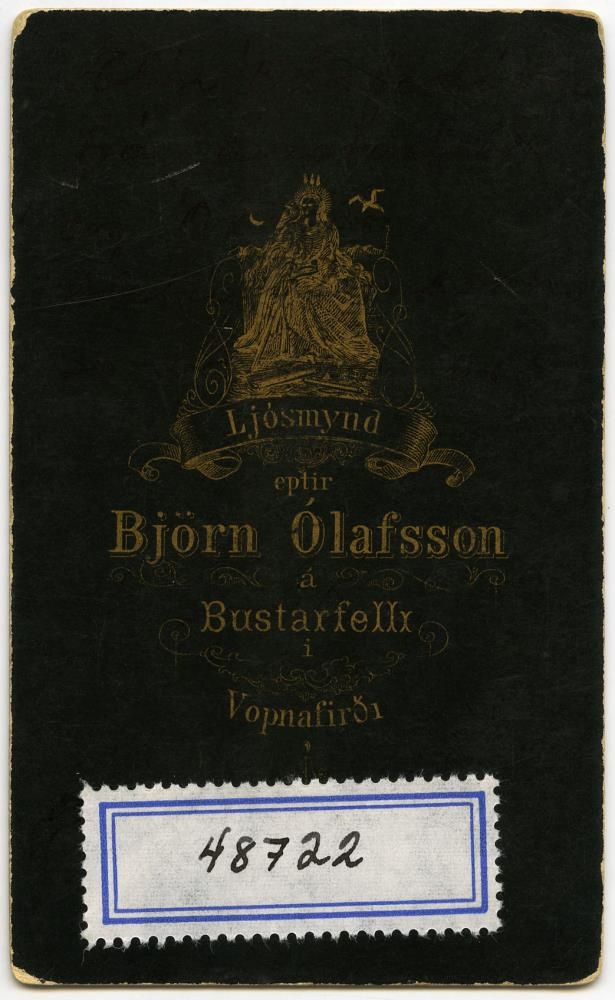 Ljósmynd
eptir
Björn Ólafsson
á
Bustarfelli
i
Vopnafirði
48722